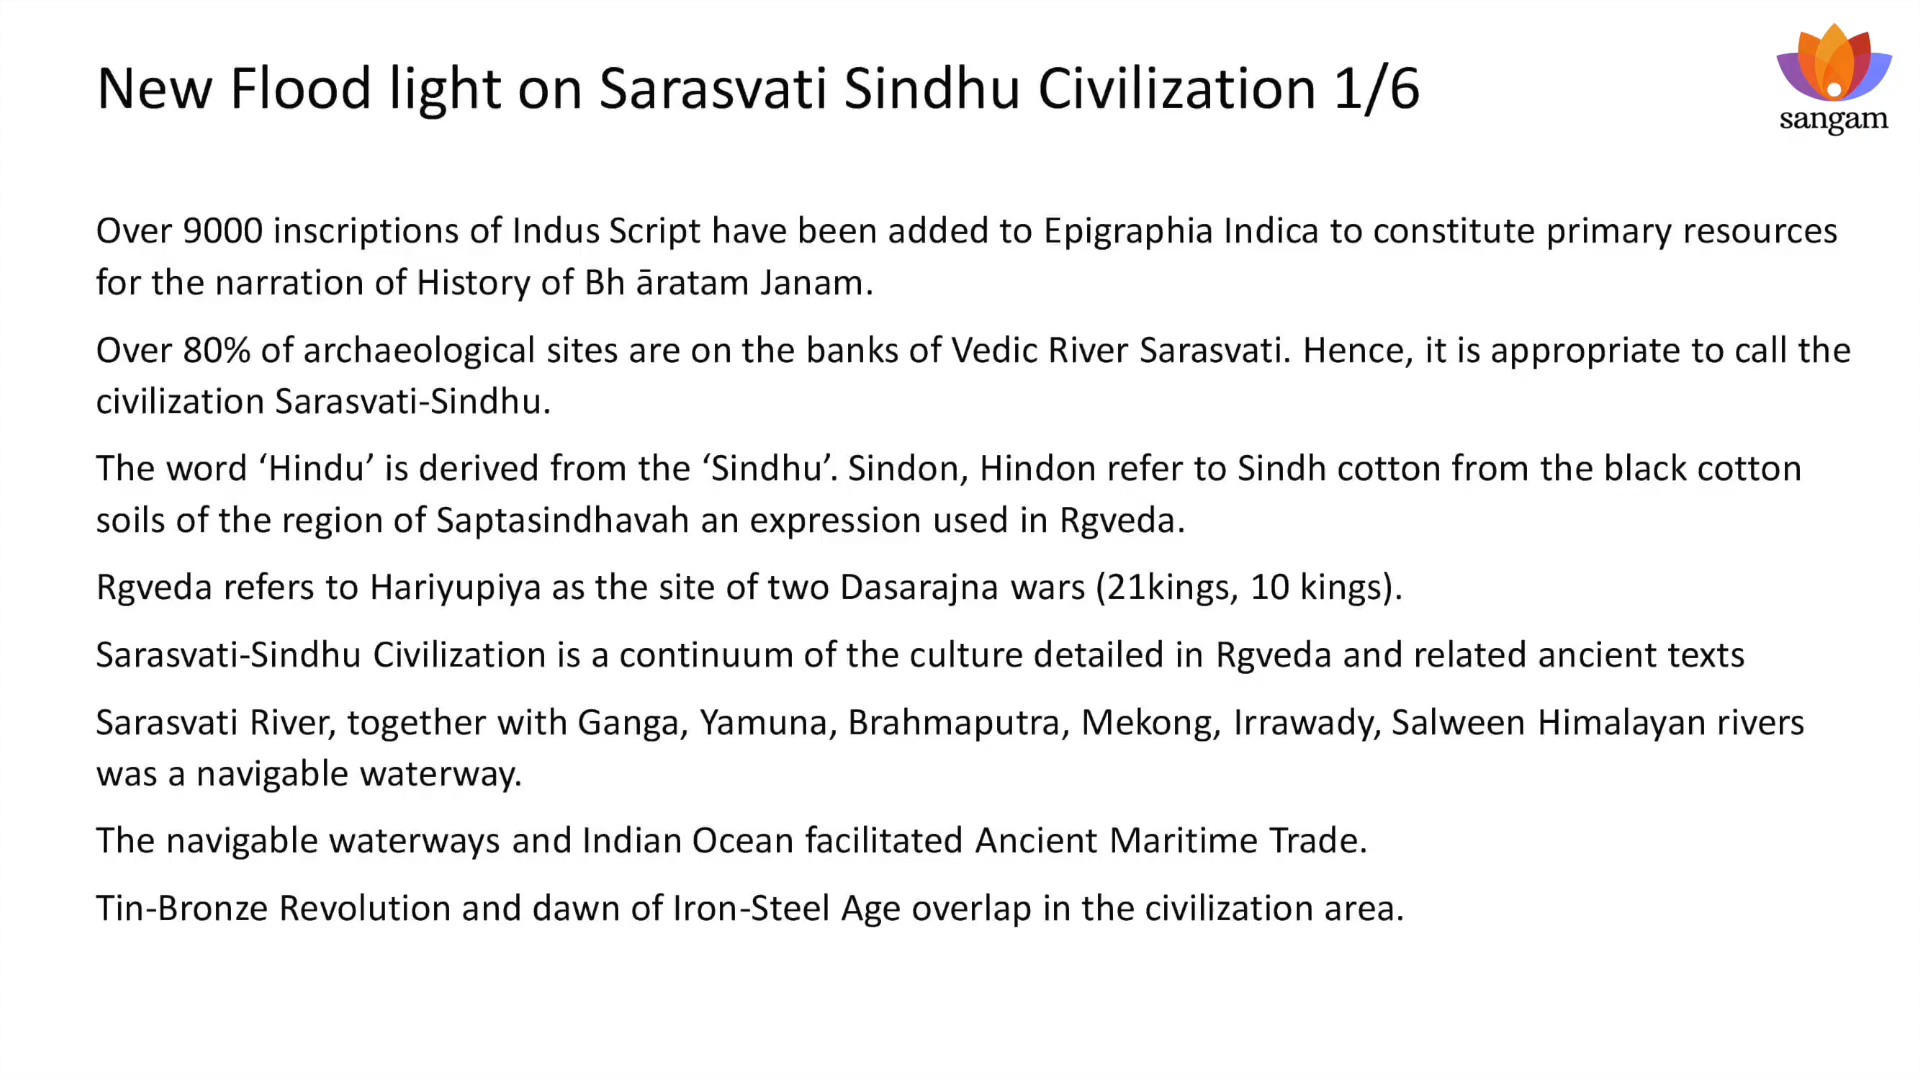 New Flood light on Sarasvati Sindhu Civilization 1/6
sangam
Over 9000 inscriptions of Indus Script have been added to Epigraphia Indica to constitute primary resources
for the narration of History of Bh āratam Janam.
Over 80% of archaeological sites are on the banks of Vedic River Sarasvati. Hence, it is appropriate to call the
civilization Sarasvati-Sindhu.
The word ‘Hindu’ is derived from the ‘Sindhu’. Sindon, Hindon refer to Sindh cotton from the black cotton
soils of the region of Saptasindhavah an expression used in Rgveda.
Rgveda refers to Hariyupiya as the site of two Dasarajna wars (21kings, 10 kings).
Sarasvati-Sindhu Civilization is a continuum of the culture detailed in Rgveda and related ancient texts
Sarasvati River, together with Ganga, Yamuna, Brahmaputra, Mekong, Irrawady, Salween Himalayan rivers
was a navigable waterway.
The navigable waterways and Indian Ocean facilitated Ancient Maritime Trade.
Tin-Bronze Revolution and dawn of Iron-Steel Age overlap in the civilization area.